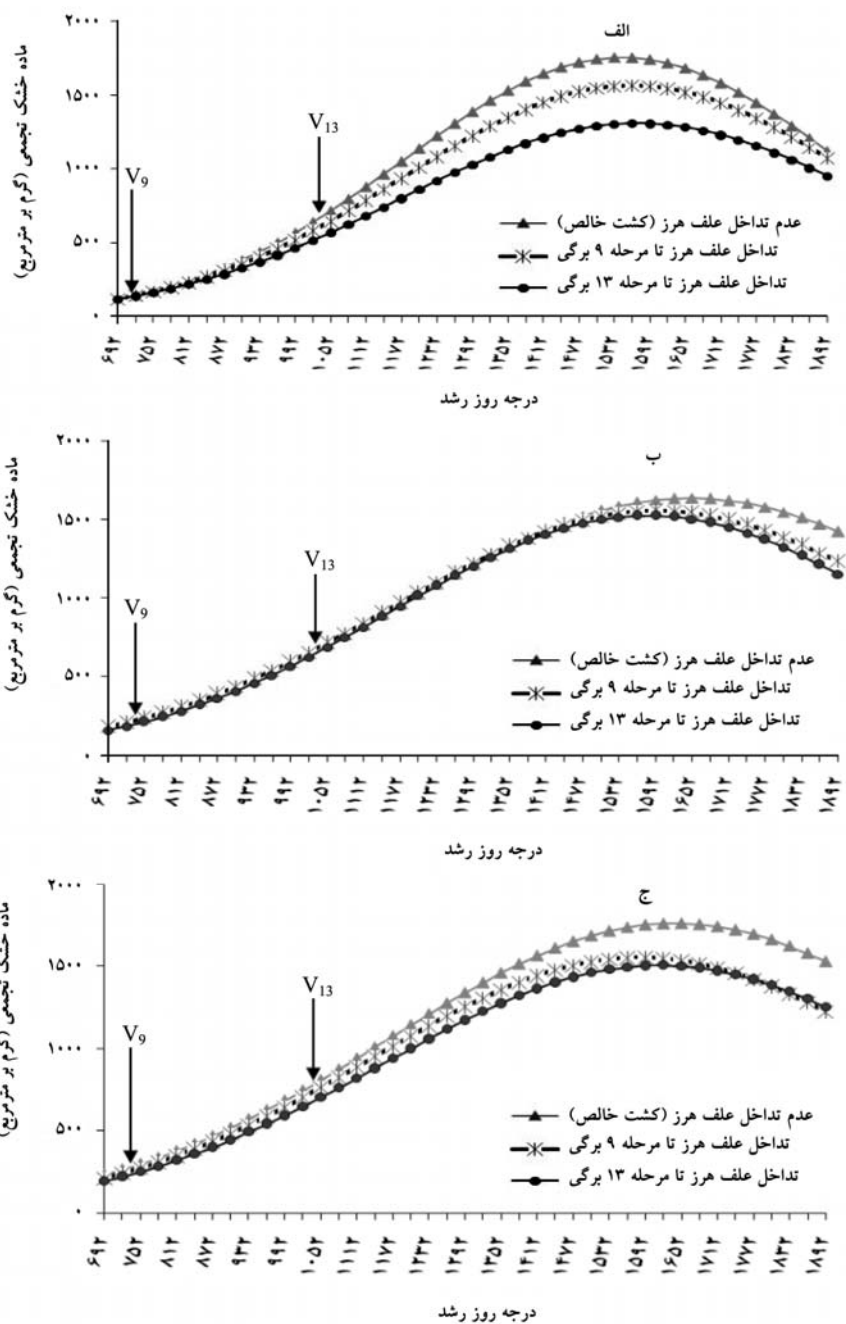 الف
ماده خشک تجمعی (گرم بر مترمربع)
۲۰۰۰
۱۵۰۰
۱۰۰۰
۵۰۰
۰
V9
V13
عدم تداخل علف هرز (کشت خالص)
تداخل علف هرز تا مرحله ۹ برگی
تداخل علف هرز تا مرحله ۱۳ برگی
۶۹۲ ۷۵۲ ۸۱۲ ۸۷۲ ۹۳۲ ۹۹۲ ۱۰۵۲ ۱۱۱۲ ۱۱۷۲ ۱۲۳۲ ۱۲۹۲ ۱۳۵۲ ۱۴۱۲ ۱۴۷۲ ۱۵۳۲ ۱۵۹۲ ۱۶۵۲ ۱۷۱۲ ۱۷۷۲ ۱۸۳۲ ۱۸۹۲
درجه روز رشد
ب
ماده خشک تجمعی (گرم بر مترمربع)
۲۰۰۰
۱۵۰۰
۱۰۰۰
۵۰۰
۰
V9
V13
عدم تداخل علف هرز (کشت خالص)
تداخل علف هرز تا مرحله ۹ برگی
تداخل علف هرز تا مرحله ۱۳ برگی
۶۹۲ ۷۵۲ ۸۱۲ ۸۷۲ ۹۳۲ ۹۹۲ ۱۰۵۲ ۱۱۱۲ ۱۱۷۲ ۱۲۳۲ ۱۲۹۲ ۱۳۵۲ ۱۴۱۲ ۱۴۷۲ ۱۵۳۲ ۱۵۹۲ ۱۶۵۲ ۱۷۱۲ ۱۷۷۲ ۱۸۳۲ ۱۸۹۲
درجه روز رشد
ج
ماده خشک تجمعی (گرم بر مترمربع)
۲۰۰۰
۱۵۰۰
۱۰۰۰
۵۰۰
۰
V9
V13
عدم تداخل علف هرز (کشت خالص)
تداخل علف هرز تا مرحله ۹ برگی
تداخل علف هرز تا مرحله ۱۳ برگی
۶۹۲ ۷۵۲ ۸۱۲ ۸۷۲ ۹۳۲ ۹۹۲ ۱۰۵۲ ۱۱۱۲ ۱۱۷۲ ۱۲۳۲ ۱۲۹۲ ۱۳۵۲ ۱۴۱۲ ۱۴۷۲ ۱۵۳۲ ۱۵۹۲ ۱۶۵۲ ۱۷۱۲ ۱۷۷۲ ۱۸۳۲ ۱۸۹۲
درجه روز رشد